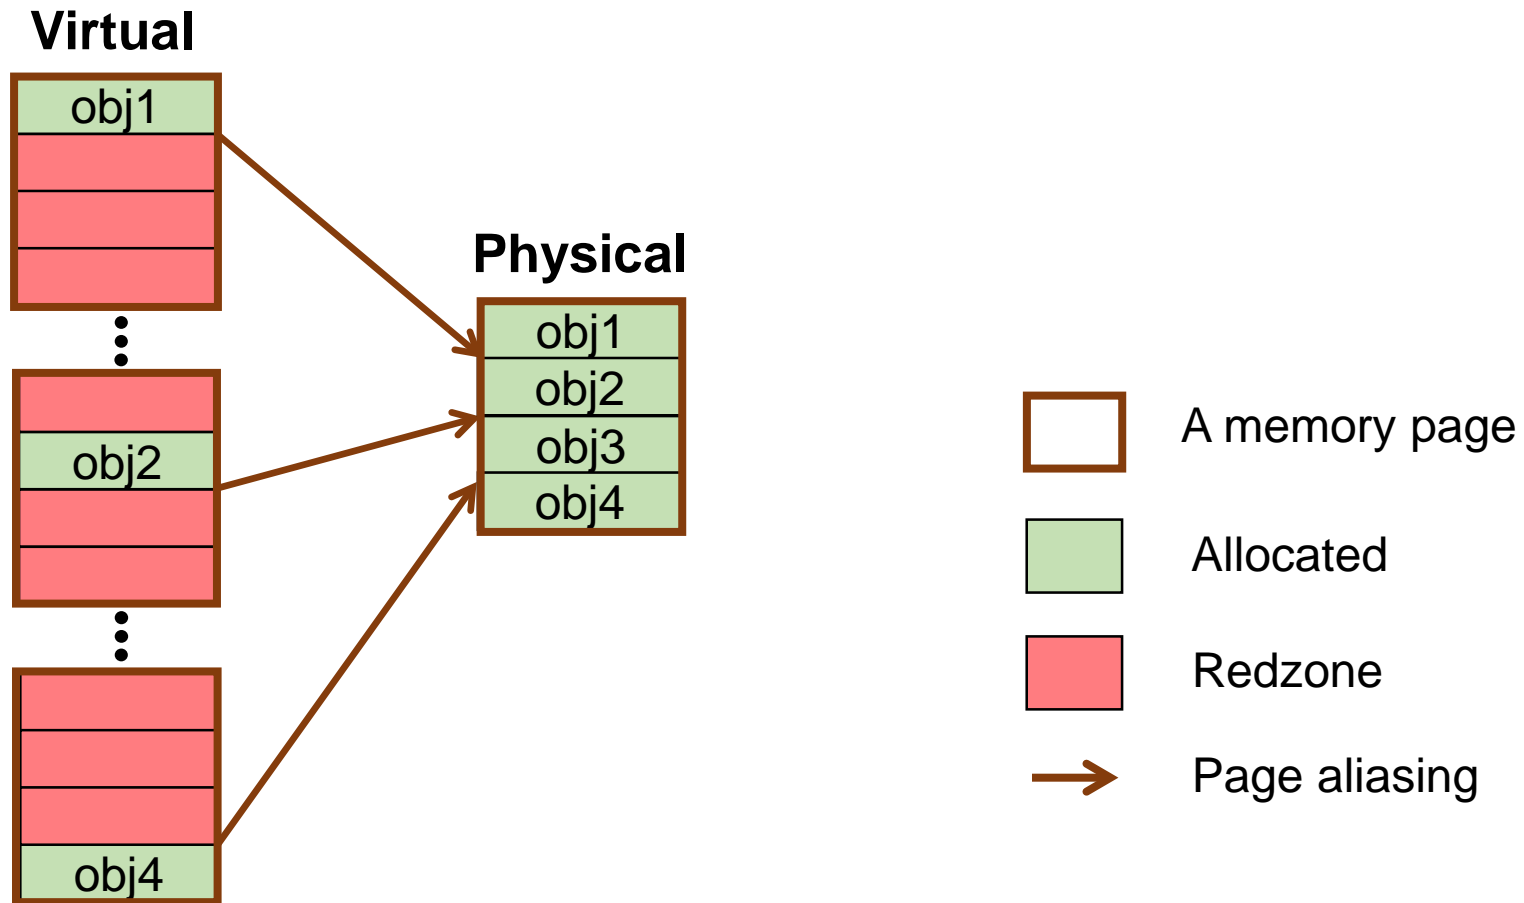 Virtual
obj1
obj2
obj4
Physical
obj1
obj2
obj3
obj4
A memory page
Allocated
Redzone
Page aliasing